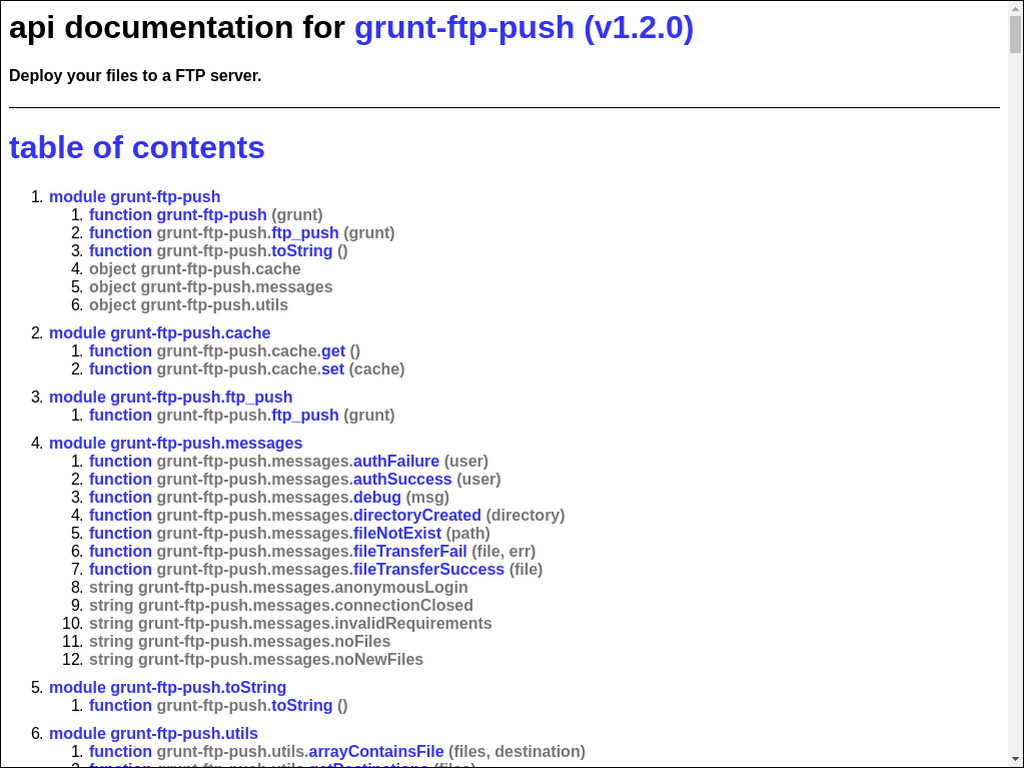 api documentation for grunt-ftp-push (v1.2.0)
Deploy your files to a FTP server.
table of contents
1. module grunt-ftp-push
1. function grunt-ftp-push (grunt)
2. function grunt-ftp-push.ftp_push (grunt)
3. function grunt-ftp-push.toString ()
4. object grunt-ftp-push.cache
5. object grunt-ftp-push.messages
6. object grunt-ftp-push.utils
2. module grunt-ftp-push.cache
1. function grunt-ftp-push.cache.get ()
2. function grunt-ftp-push.cache.set (cache)
3. module grunt-ftp-push.ftp_push
1. function grunt-ftp-push.ftp_push (grunt)
4. module grunt-ftp-push.messages
1. function grunt-ftp-push.messages.authFailure (user)
2. function grunt-ftp-push.messages.authSuccess (user)
3. function grunt-ftp-push.messages.debug (msg)
4. function grunt-ftp-push.messages.directoryCreated (directory)
5. function grunt-ftp-push.messages.fileNotExist (path)
6. function grunt-ftp-push.messages.fileTransferFail (file, err)
7. function grunt-ftp-push.messages.fileTransferSuccess (file)
8. string grunt-ftp-push.messages.anonymousLogin
9. string grunt-ftp-push.messages.connectionClosed
10. string grunt-ftp-push.messages.invalidRequirements
11. string grunt-ftp-push.messages.noFiles
12. string grunt-ftp-push.messages.noNewFiles
5. module grunt-ftp-push.toString
1. function grunt-ftp-push.toString ()
6. module grunt-ftp-push.utils
1. function grunt-ftp-push.utils.arrayContainsFile (files, destination)
2. function grunt-ftp-push.utils.getDestinations (files)